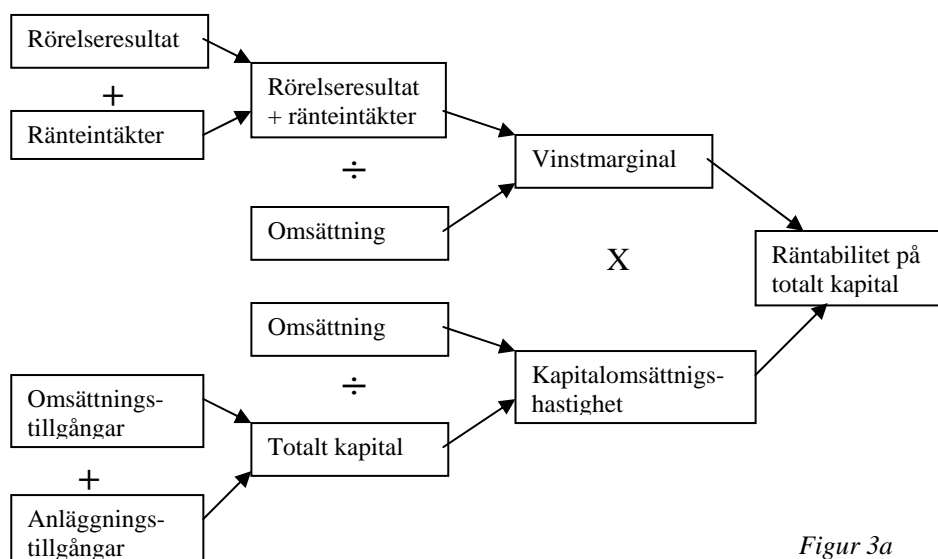 Rörelseresultat
+
Ränteintäkter
Rörelseresultat
+ ränteintäkter
÷
Omsättning
Vinstmarginal
X
Räntabilitet på
totalt kapital
Omsättning
÷
Totalt kapital
Kapitalomsättnigs-
hastighet
Omsättnings-
tillgångar
+
Anläggnings-
tillgångar
Figur 3a